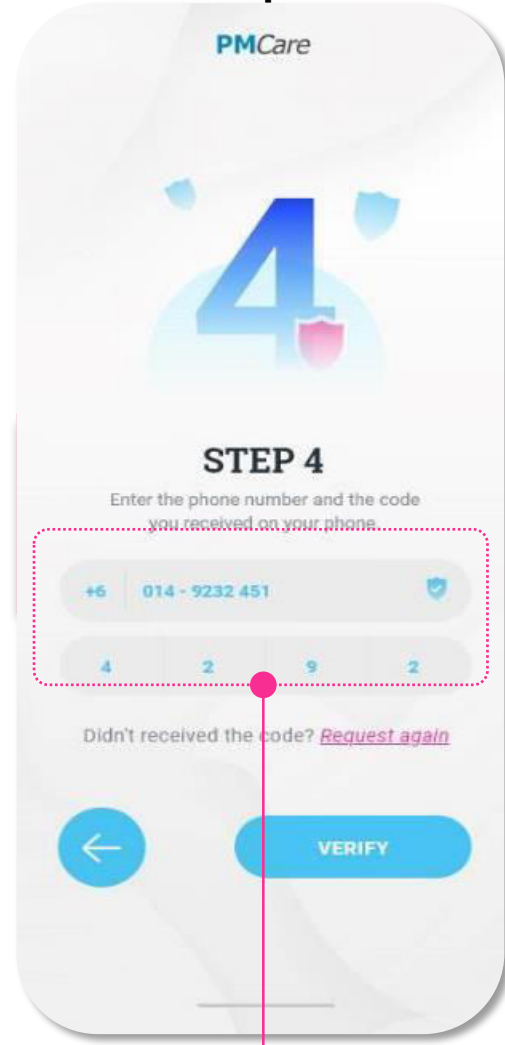 PMCare
4
STEP 4
Enter the phone number and the code
you received on your phone.
+6 014 - 9232 451
4 2 9 2
Didn't received the code? Request again
VERIFY